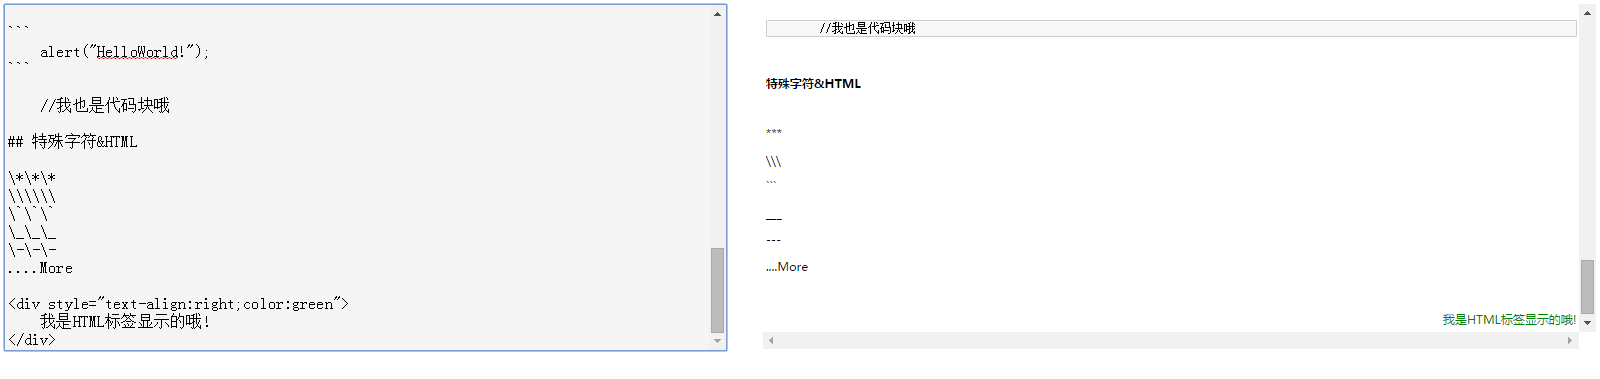 ```
    alert("HelloWorld!");
```
    //我也是代码块哦
## 特殊字符&HTML
\*\*\*
\\\\\\
\`\`\`
\_\_\_
\-\-\-
....More
<div style="text-align:right;color:green">
    我是HTML标签显示的哦!
</div>
//我也是代码块哦
特殊字符&HTML
***
\\\
```
___
---
....More
我是HTML标签显示的哦!